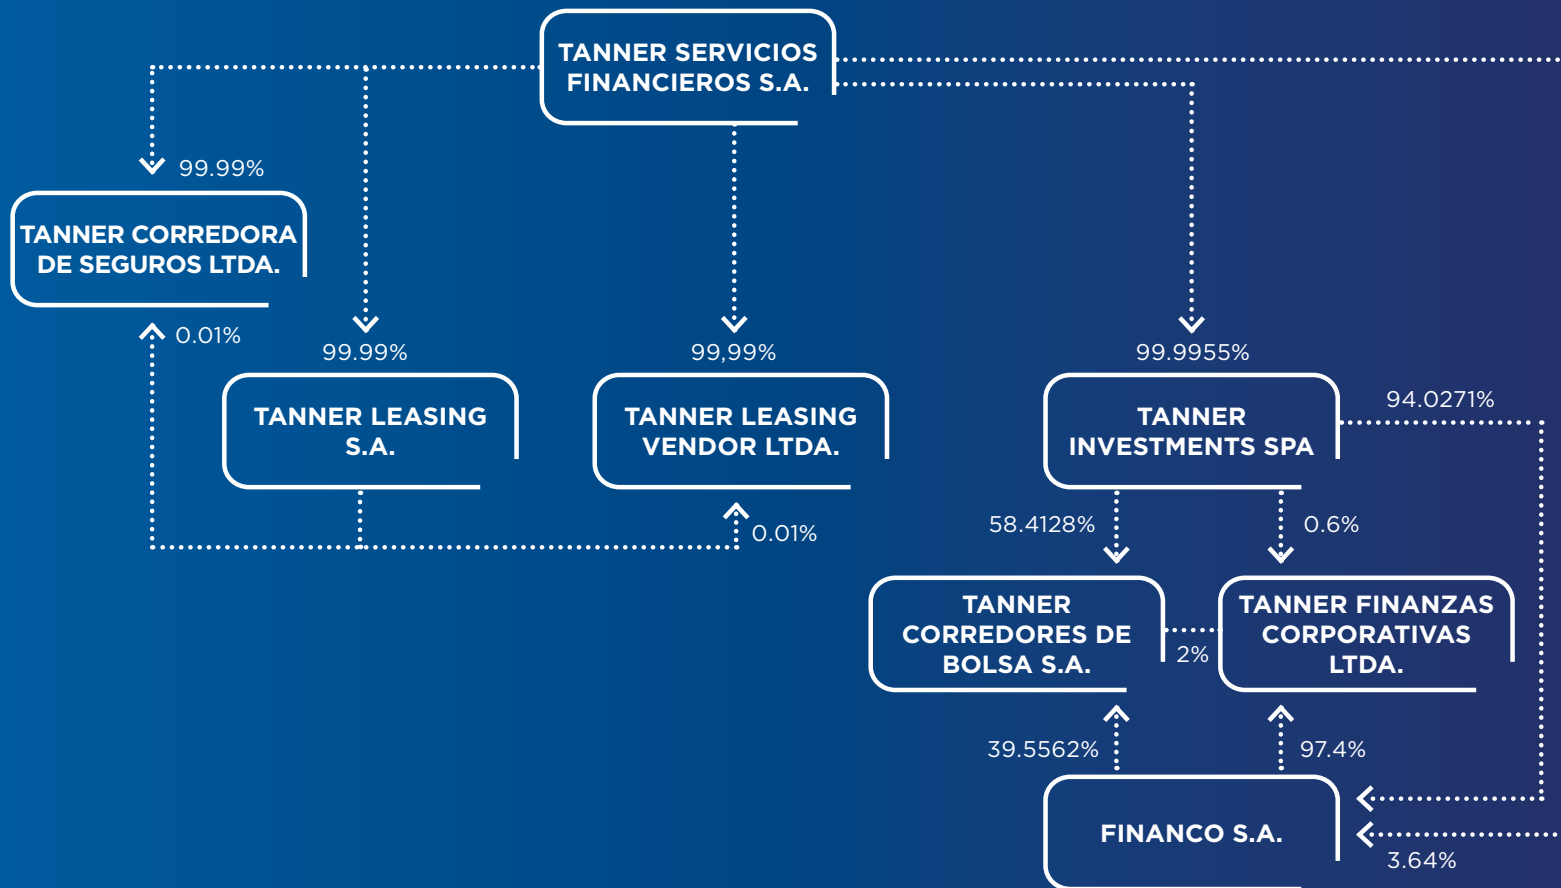 TANNER SERVICIOS
FINANCIEROS S.A.
99.99%
TANNER CORREDORA
DE SEGUROS LTDA.
0.01%
99.99%
99,99%
99.9955%
TANNER LEASING
S.A.
TANNER LEASING
VENDOR LTDA.
TANNER
INVESTMENTS SPA
94.0271%
0.01%
58.4128%
0.6%
TANNER
CORREDORES DE
BOLSA S.A.
2%
TANNER FINANZAS
CORPORATIVAS
LTDA.
39.5562%
97.4%
FINANCO S.A.
3.64%